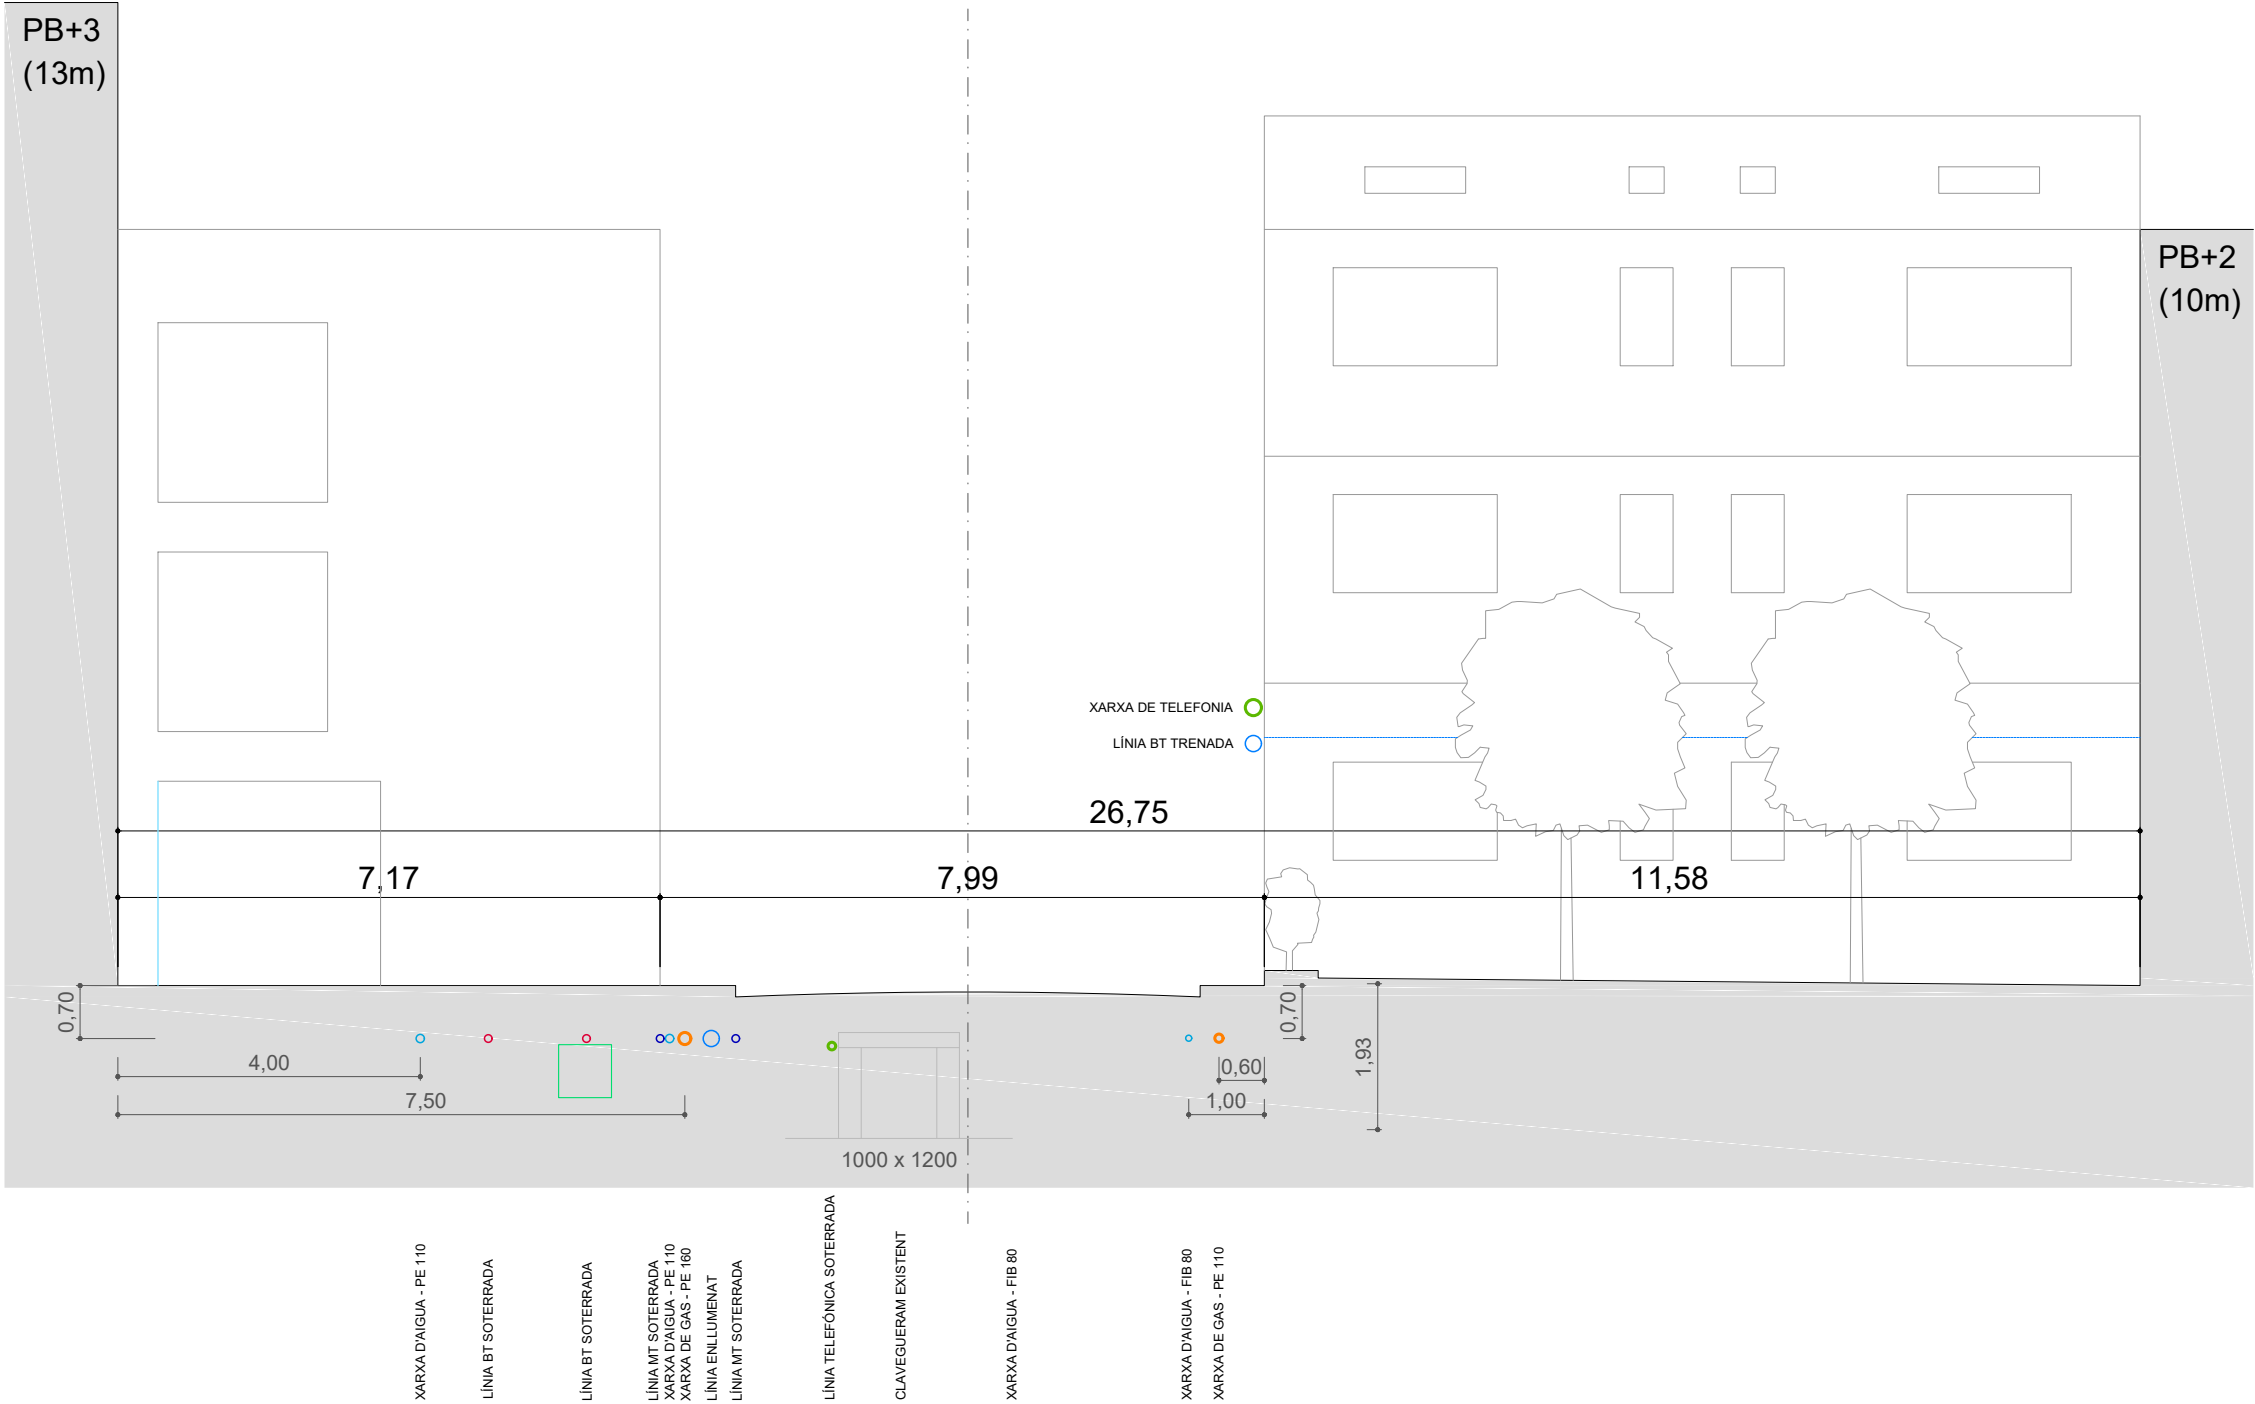 PB+3
(13m)
PB+2
(10m)
XARXA DE TELEFONIA
LÍNIA BT TRENADA
26,75
7,17
7,99
11,58
0,70
0,70
1,93
4,00
0,60
7,50
1,00
1000 x 1200
XARXA D'AIGUA - PE 110
LÍNIA BT SOTERRADA
LÍNIA BT SOTERRADA
LÍNIA MT SOTERRADA
XARXA D'AIGUA - PE 110
XARXA DE GAS - PE 160
LÍNIA ENLLUMENAT
LÍNIA MT SOTERRADA
LÍNIA TELEFÓNICA SOTERRADA
CLAVEGUERAM EXISTENT
XARXA D'AIGUA - FIB 80
XARXA D'AIGUA - FIB 80
XARXA DE GAS - PE 110